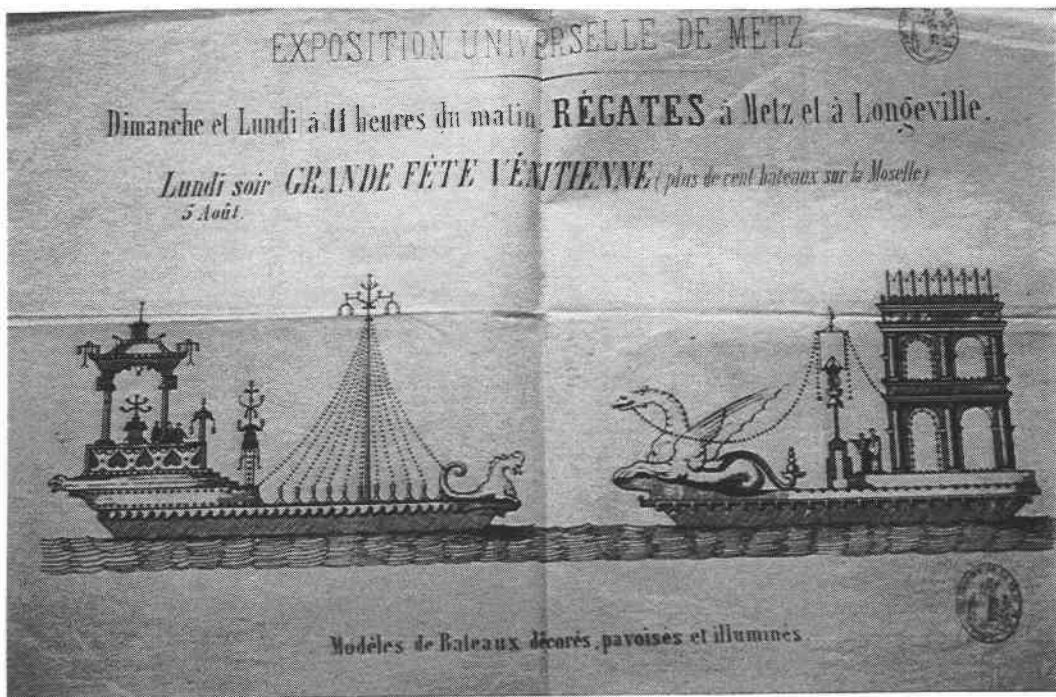 EXPOSITION UNIVERSELLE DE METZ
Dimanche et Lundi à 11 heures du matin, RÉGATES à Metz et à Longeville.
Lundi soir GRANDE FÊTE VÉNITIENNE (plus de cent bateaux sur la Moselle)
5 Août.
Modèles de Bateaux décorés, pavoisés et illuminés.